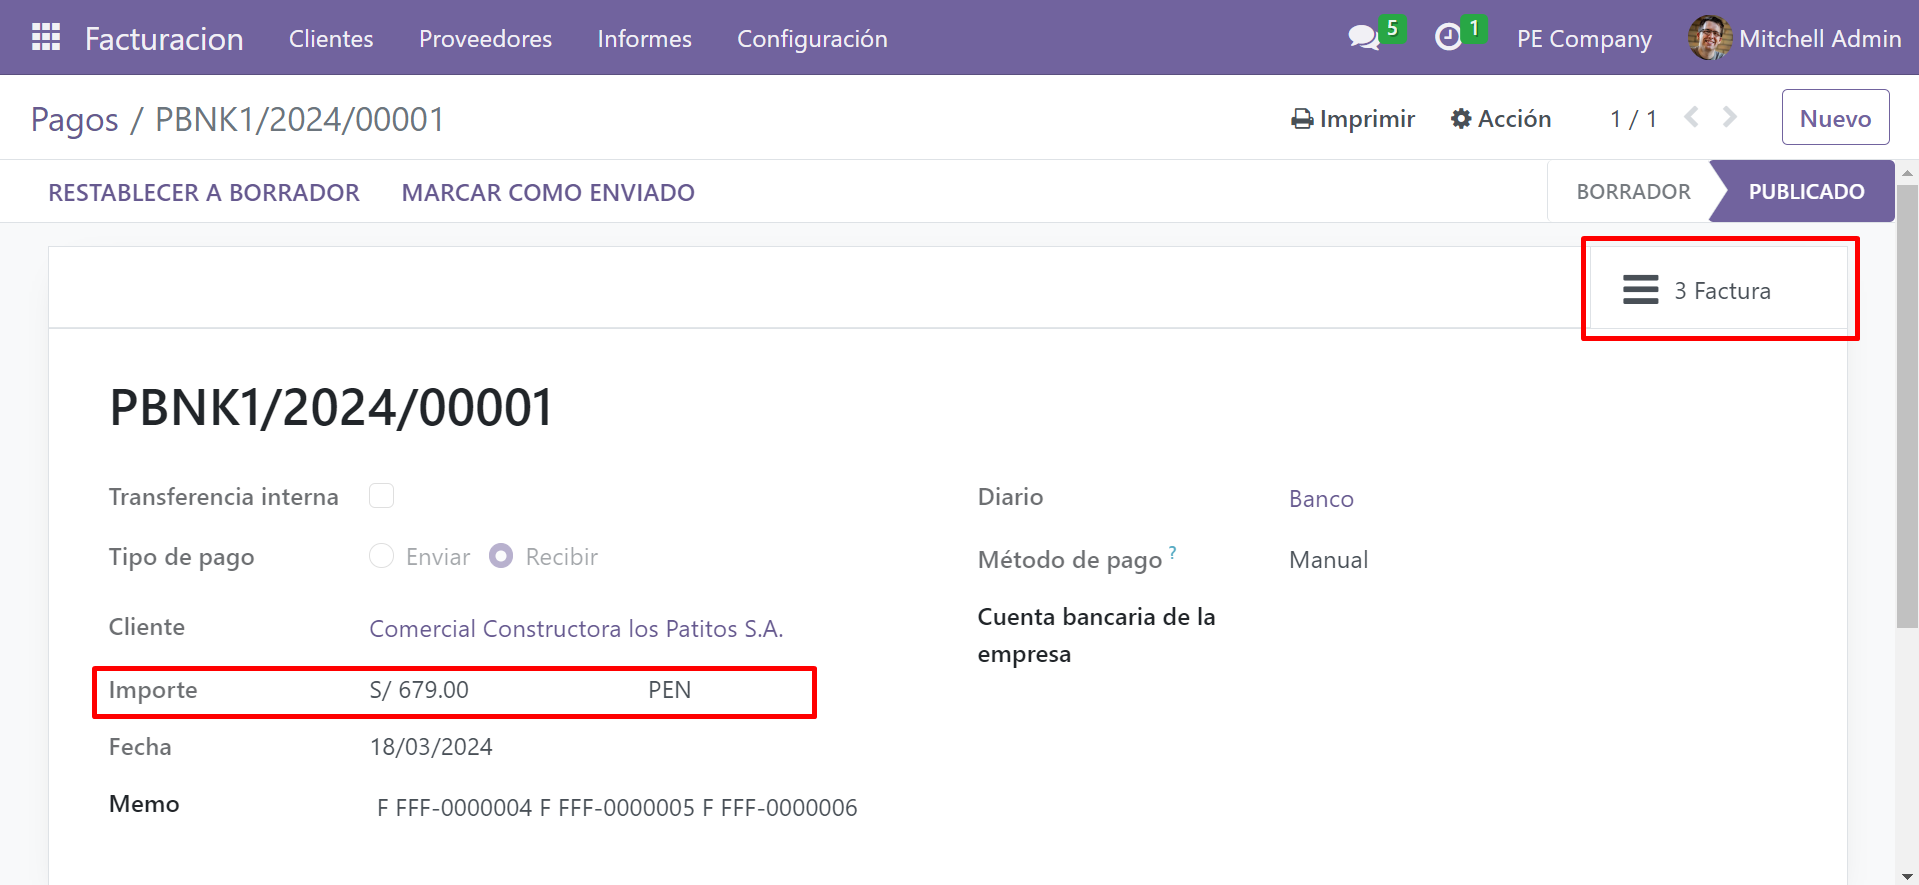 Facturacion Clientes Proveedores Informes Configuración 5 1 PE Company Mitchell Admin
Pagos / PBNK1/2024/00001 Imprimir Acción 1 / 1 Nuevo
RESTABLECER A BORRADOR MARCAR COMO ENVIADO BORRADOR PUBLICADO
3 Factura
PBNK1/2024/00001
Transferencia interna
Tipo de pago Enviar Recibir
Cliente Comercial Constructora los Patitos S.A.
Importe S/ 679.00 PEN
Fecha 18/03/2024
Memo F FFF-0000004 F FFF-0000005 F FFF-0000006
Diario Banco
Método de pago ? Manual
Cuenta bancaria de la
empresa